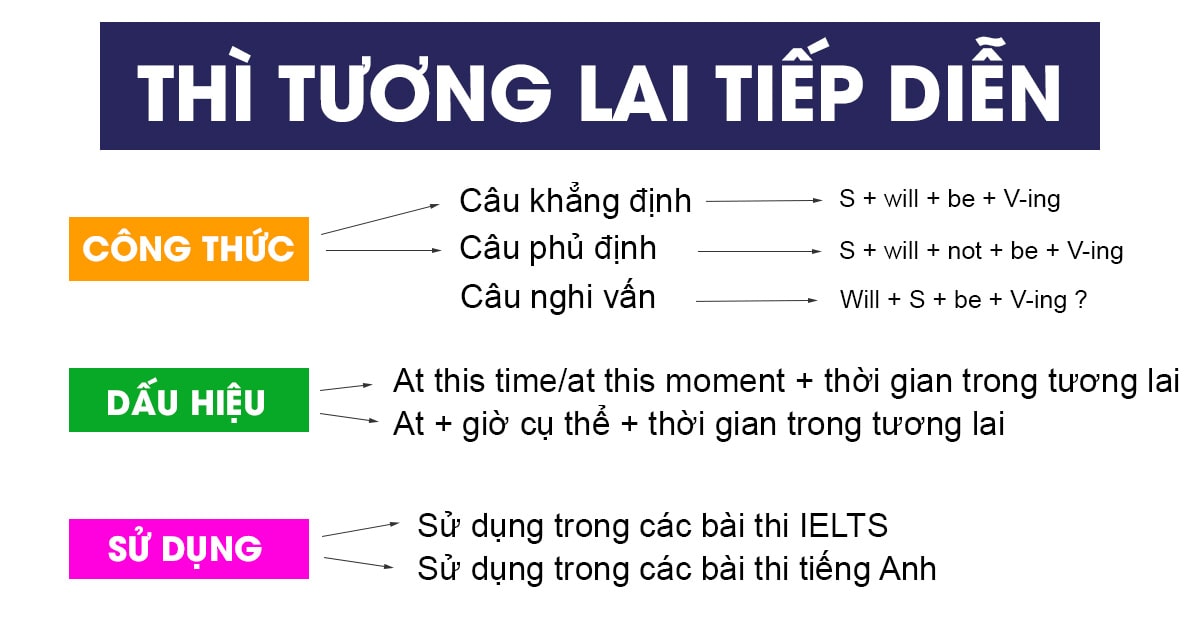 THÌ TƯƠNG LAI TIẾP DIỄN
CÔNG THỨC
Câu khẳng định
S + will + be + V-ing
Câu phủ định
S + will + not + be + V-ing
Câu nghi vấn
Will + S + be + V-ing ?
DẤU HIỆU
At this time/at this moment + thời gian trong tương lai
At + giờ cụ thể + thời gian trong tương lai
SỬ DỤNG
Sử dụng trong các bài thi IELTS
Sử dụng trong các bài thi tiếng Anh